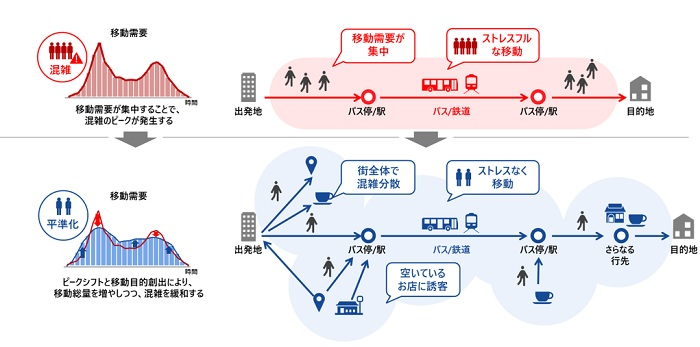 移動需要
混雑
時間
移動需要が集中することで、
混雑のピークが発生する
移動需要が
集中
ストレスフル
な移動
出発地
バス停/駅
バス/鉄道
バス停/駅
目的地
移動需要
平準化
時間
ピークシフトと移動目的創出により、
移動総量を増やしつつ、混雑を緩和する
街全体で
混雑分散
ストレスなく
移動
出発地
バス停/駅
バス/鉄道
バス停/駅
さらなる
行先
目的地
空いている
お店に誘客